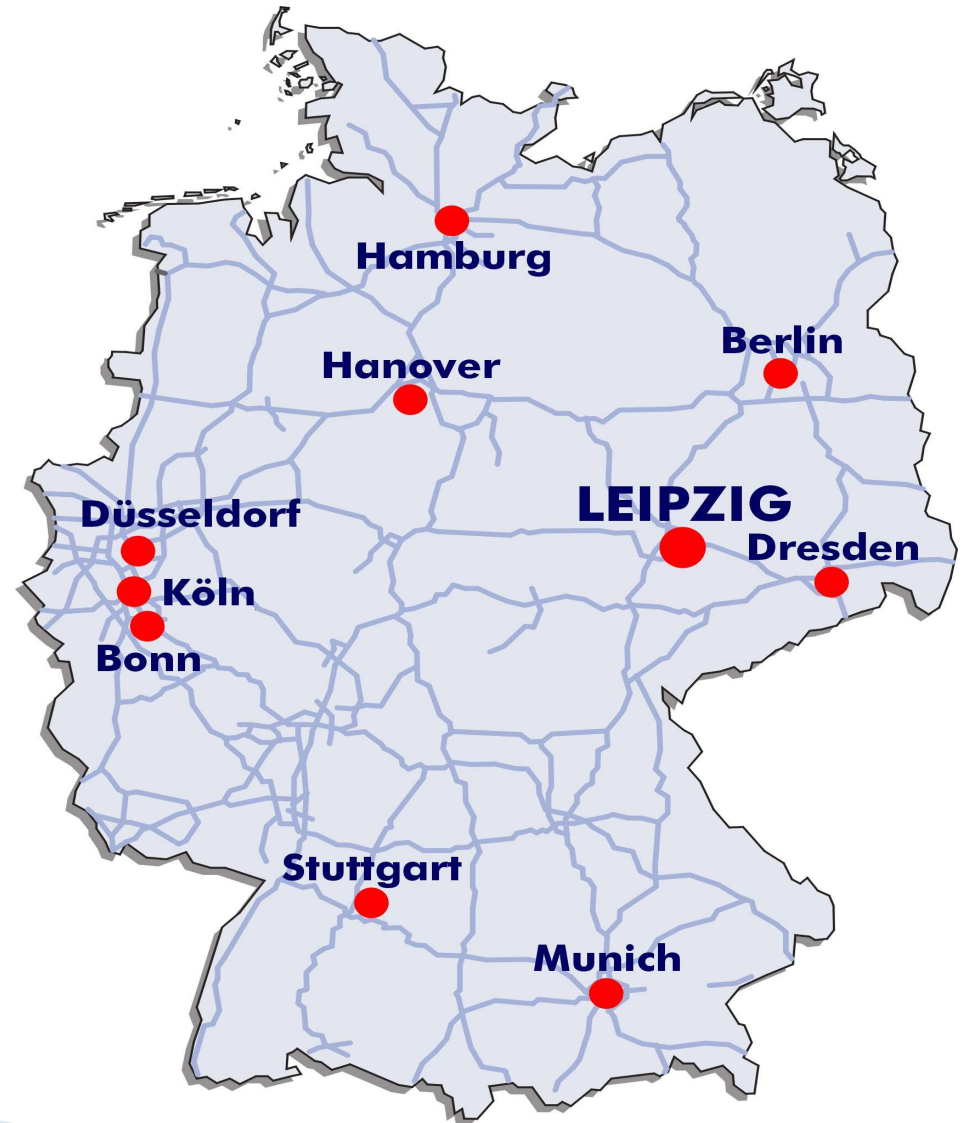 Hamburg
Berlin
Hanover
LEIPZIG
Düsseldorf
Dresden
Köln
Bonn
Stuttgart
Munich